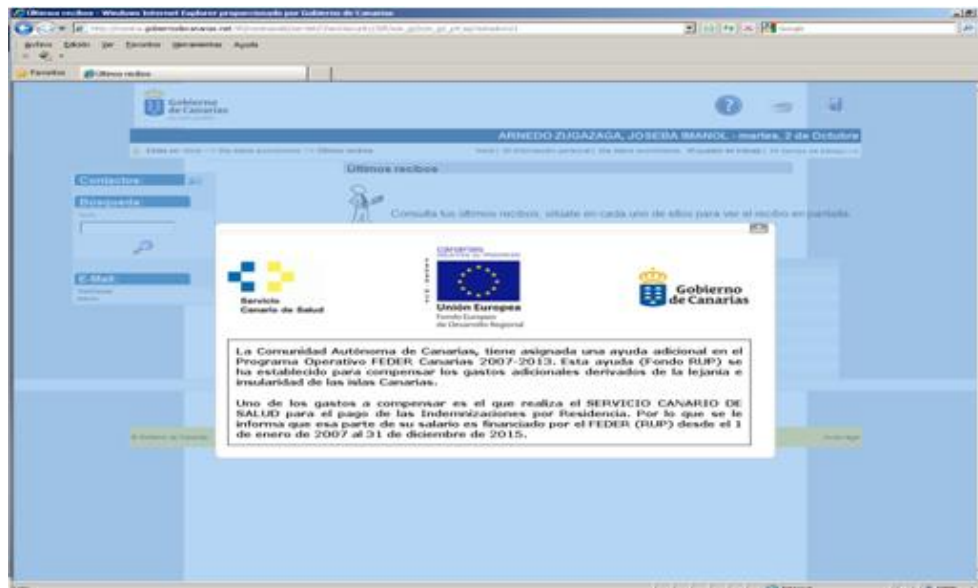 Últimos recibos - Windows Internet Explorer proporcionado por Gobierno de Canarias
Archivo Edición Ver Favoritos Herramientas Ayuda
Favoritos Últimos recibos
Gobierno
de Canarias
ARNEDO ZUGAZAGA, JOSEBA IMANOL - martes, 2 de Octubre
Últimos recibos
Contactos
Búsqueda
Consulta tus últimos recibos, sitúate en cada uno de ellos para ver el recibo en pantalla.
E-Mail
canarias
Servicio
Canario de Salud
Unión Europea
Fondo Europeo
de Desarrollo Regional
Gobierno
de Canarias
La Comunidad Autónoma de Canarias, tiene asignada una ayuda adicional en el
Programa Operativo FEDER Canarias 2007-2013. Esta ayuda (Fondo RUP) se
ha establecido para compensar los gastos adicionales derivados de la lejanía e
insularidad de las islas Canarias.
Uno de los gastos a compensar es el que realiza el SERVICIO CANARIO DE
SALUD para el pago de las Indemnizaciones por Residencia. Por lo que se le
informa que esa parte de su salario es financiado por el FEDER (RUP) desde el 1
de enero de 2007 al 31 de diciembre de 2015.